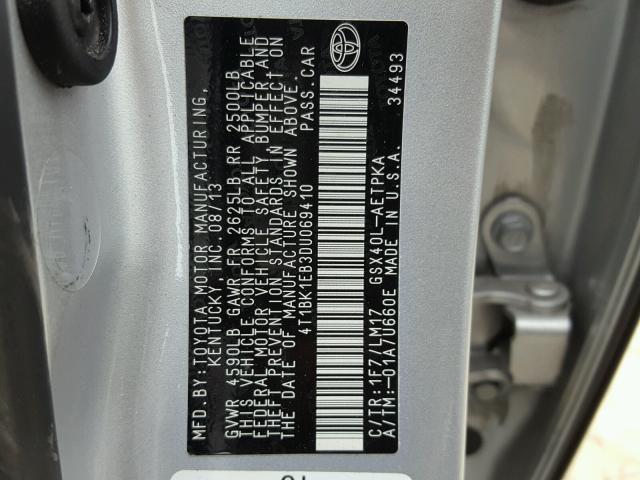 MFD. BY: TOYOTA MOTOR MANUFACTURING,
KENTUCKY, INC. 08/13
GVWR 4590LB GAWR FR 2625LB RR 2500LB
THIS VEHICLE CONFORMS TO ALL APPLICABLE
FEDERAL MOTOR VEHICLE SAFETY, BUMPER AND
THEFT PREVENTION STANDARDS IN EFFECT ON
THE DATE OF MANUFACTURE SHOWN ABOVE.
4T1BK1EB3DU069410 PASS. CAR
C/TR: 1F7/LM17 GSX40L-AETPKA
A/TM: -01A/U660E MADE IN U.S.A. 34493